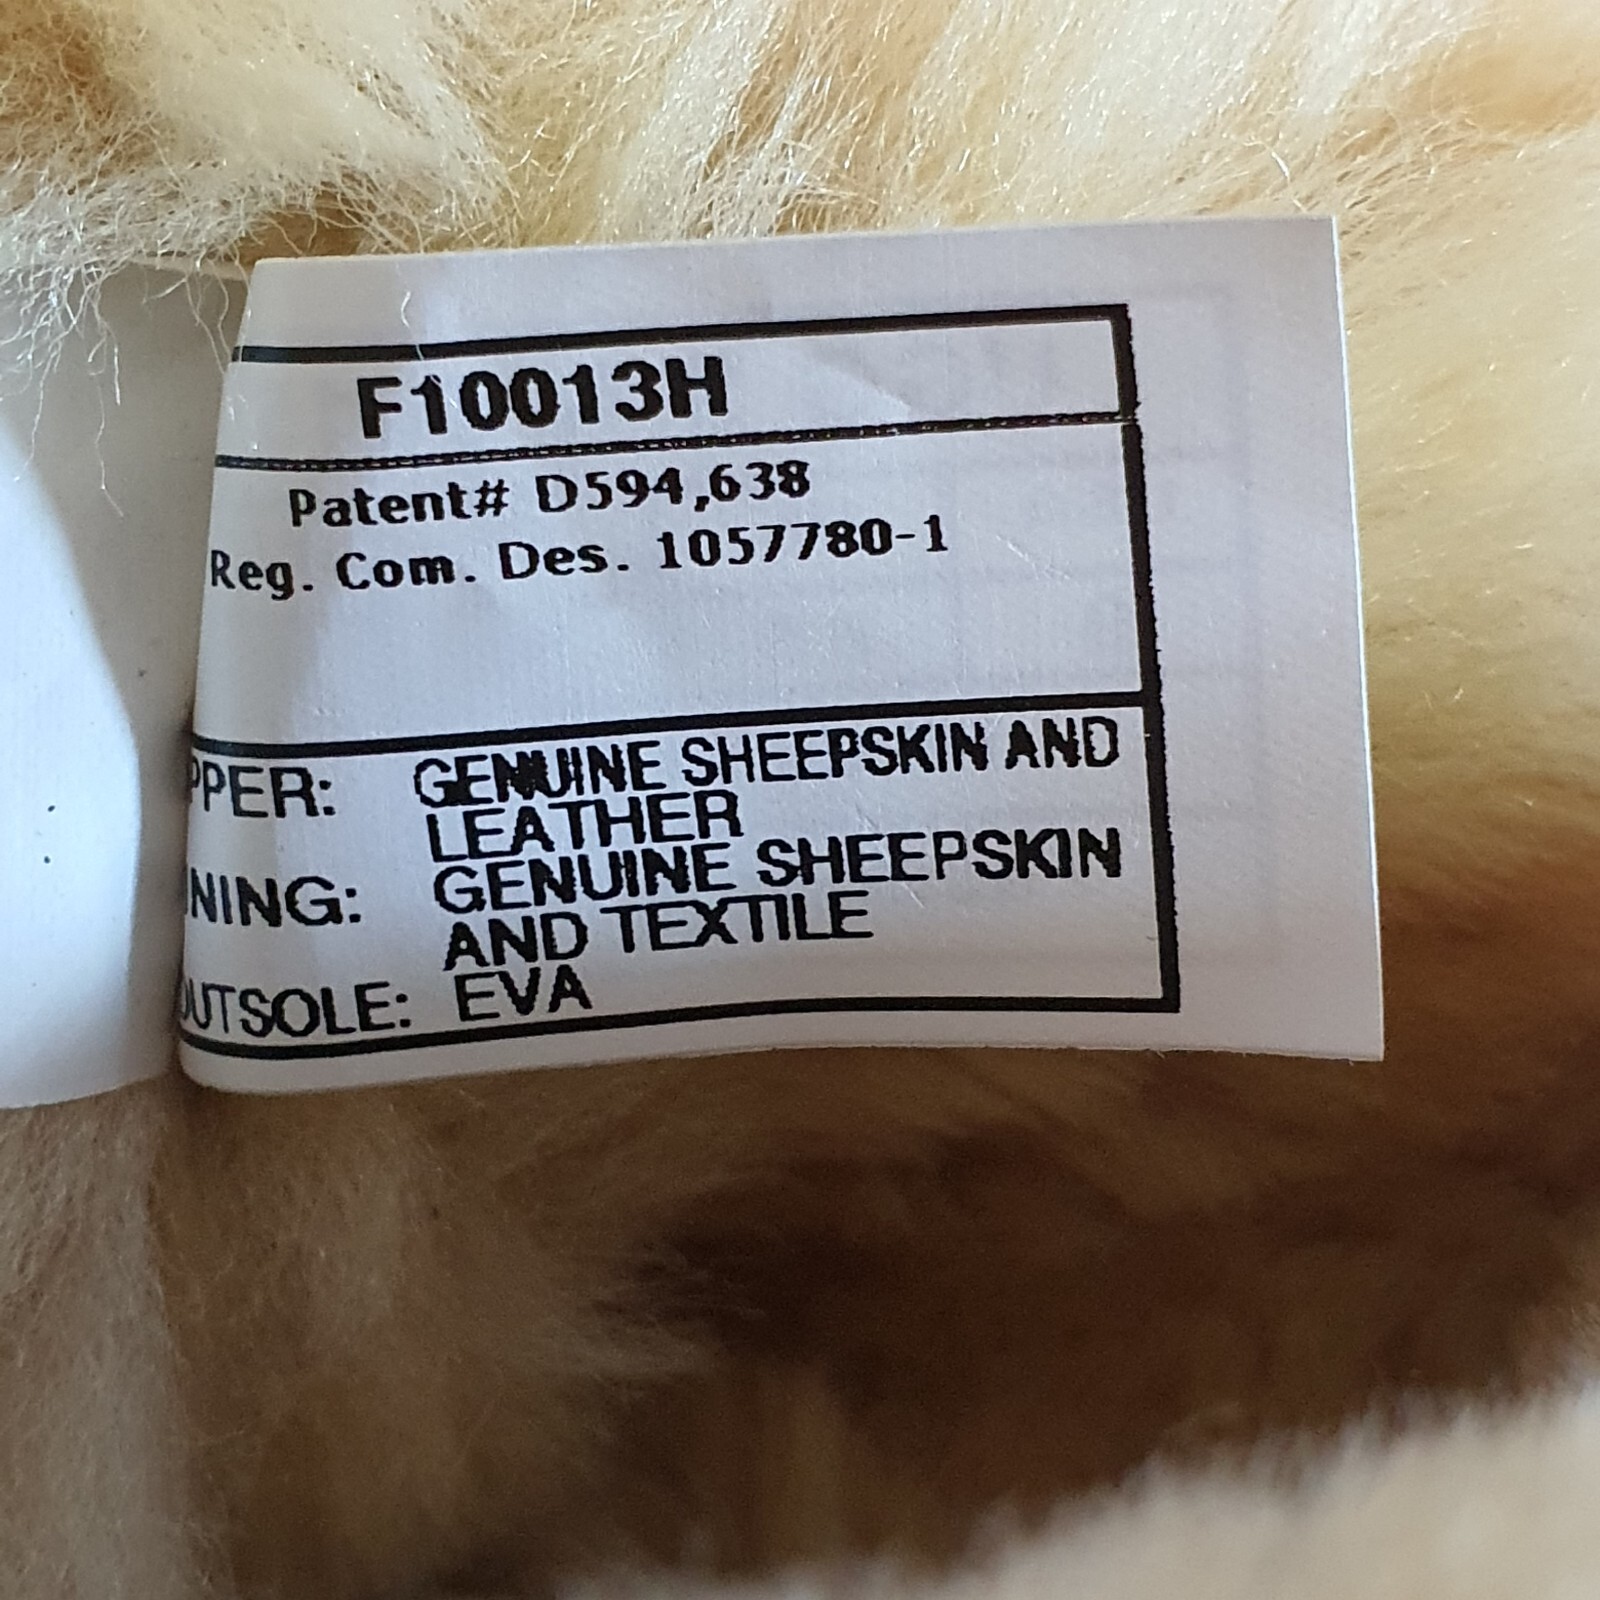 F10013H
Patent# D594,638
Reg. Com. Des. 1057780-1
PPER: GENUINE SHEEPSKIN AND
LEATHER
NING: GENUINE SHEEPSKIN
AND TEXTILE
OUTSOLE: EVA